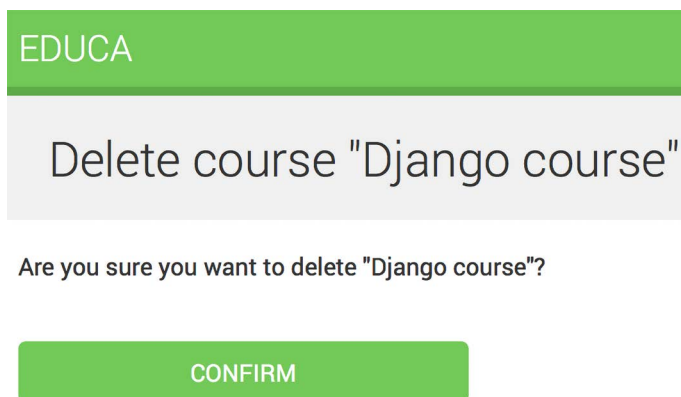 EDUCA
Delete course "Django course"
Are you sure you want to delete "Django course"?
CONFIRM